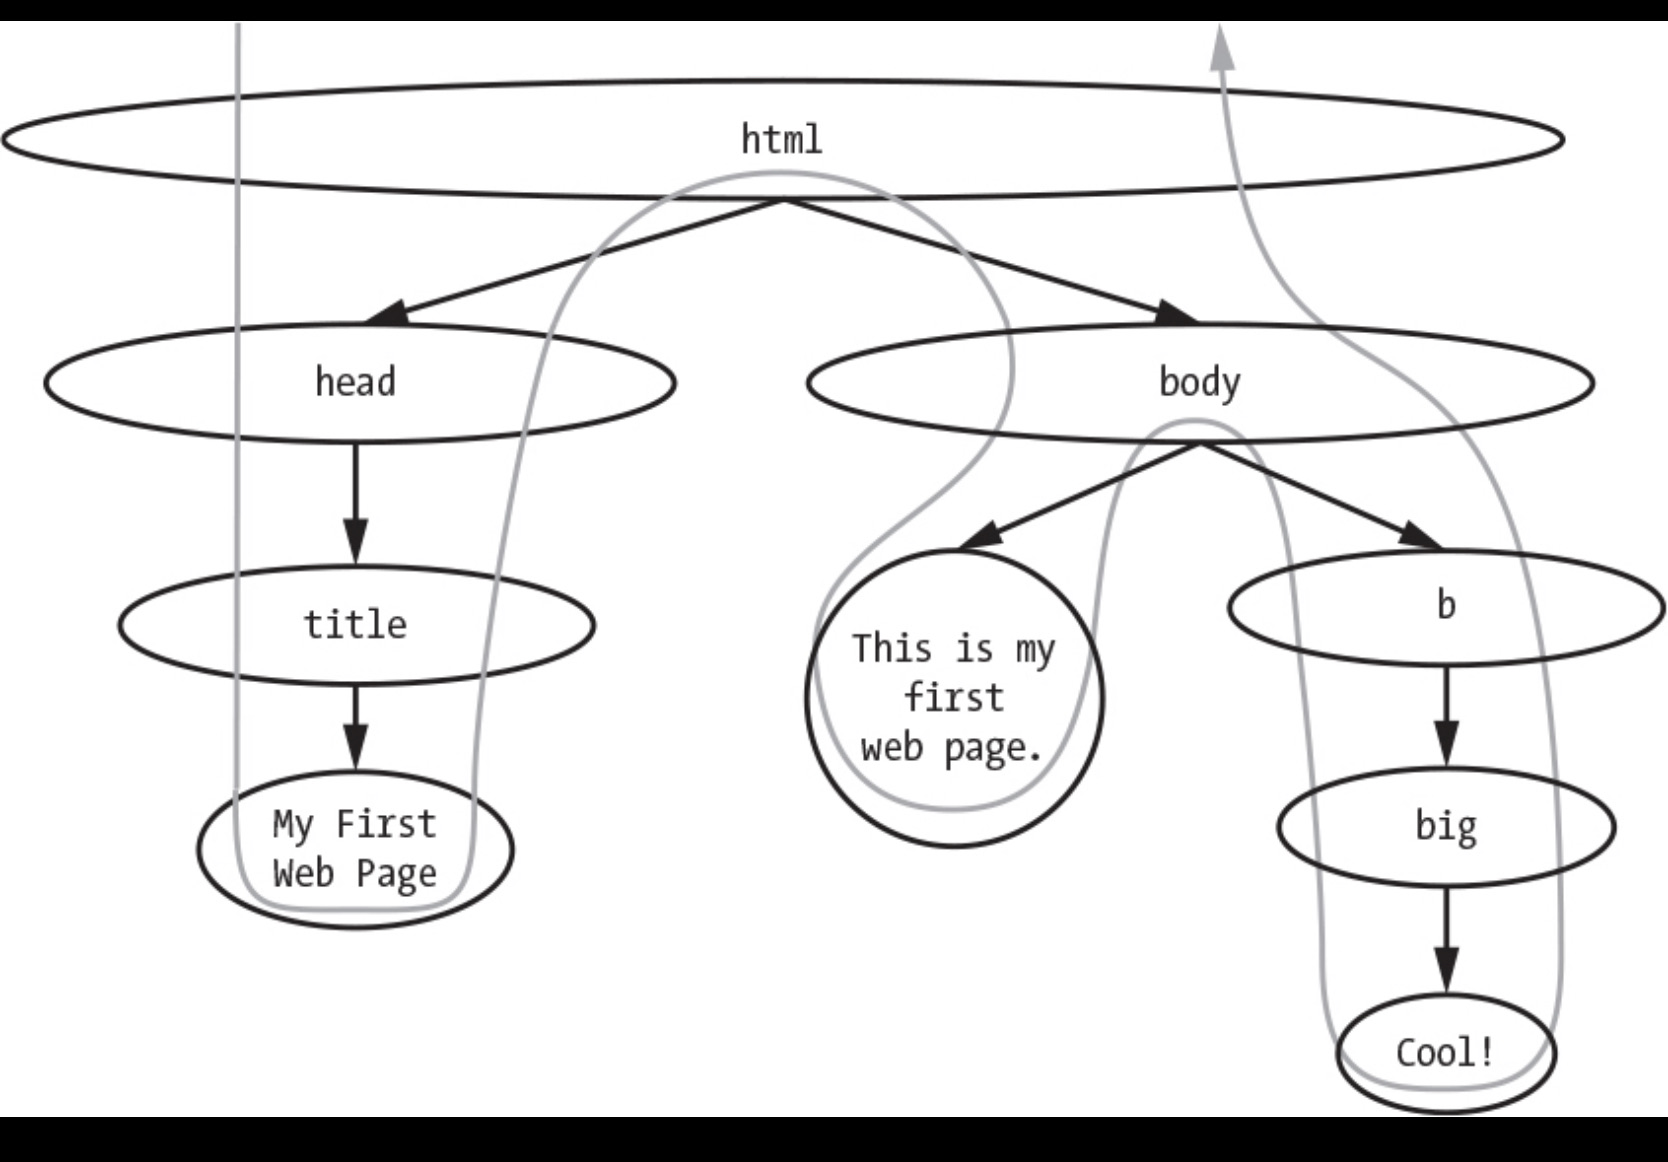 html
head
body
title
b
This is my
first
web page.
My First
Web Page
big
Cool!